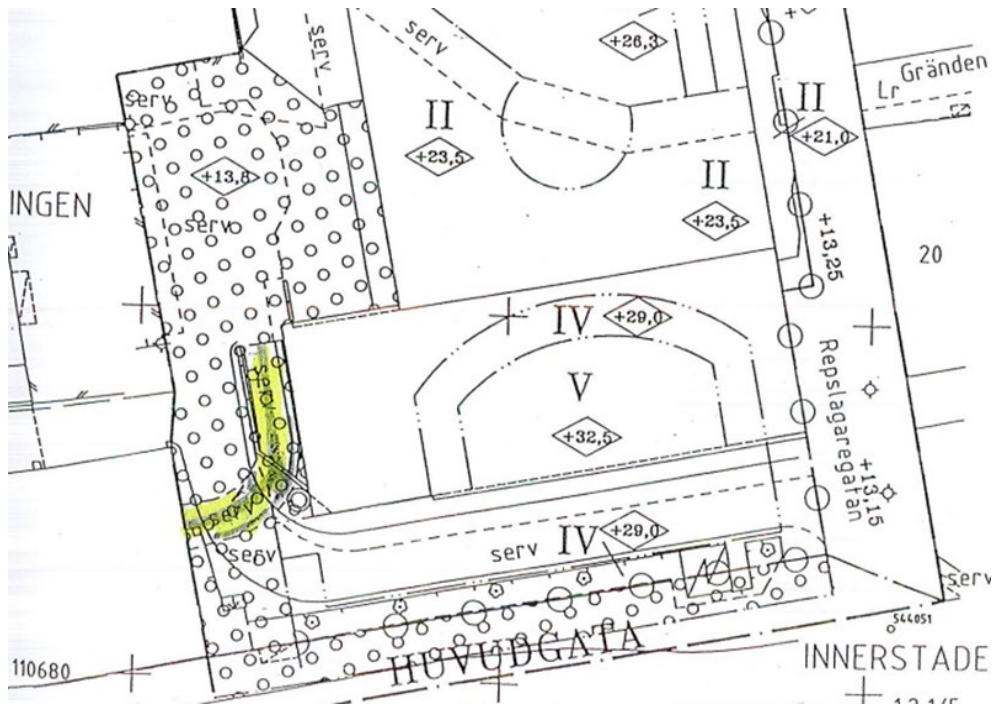 +26,3
serv
serv
Gränden
Lr
II
+21,0
serv
II
+23,5
+13,8
II
+23,5
INGEN
serv
+13,25
20
IV
+29,0
Repslagaregatan
serv
V
+32,5
+13,15
serv
serv
serv
IV
+29,0
serv
544051
HUVUDGATA
INNERSTADE
110680